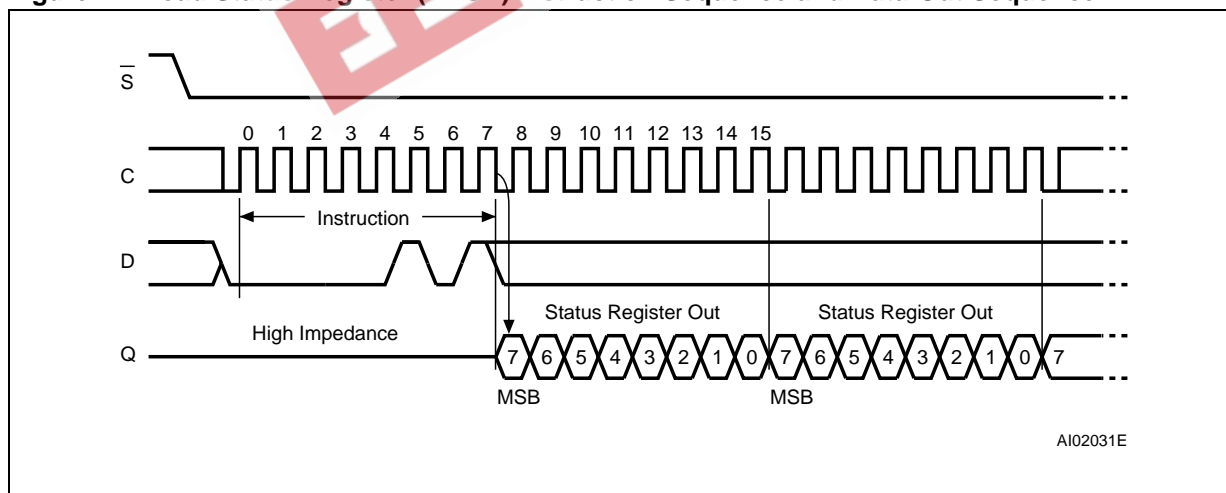 S
0 1 2 3 4 5 6 7 8 9 10 11 12 13 14 15
C
Instruction
D
Status Register Out Status Register Out
High Impedance
Q 7 6 5 4 3 2 1 0 7 6 5 4 3 2 1 0 7
MSB MSB
AI02031E